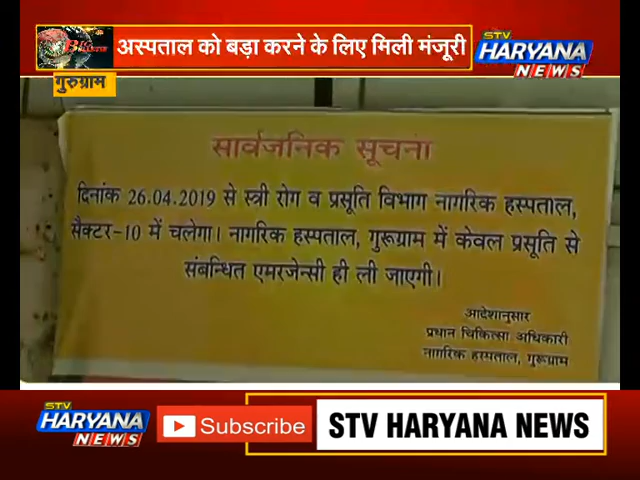 BIG
अस्पताल को बड़ा करने के लिए मिली मंजूरी
STV
HARYANA
NEWS
गुरुग्राम
सार्वजनिक सूचना
दिनांक 26.04.2019 से स्त्री रोग व प्रसूति विभाग नागरिक हस्पताल,
सैक्टर-10 में चलेगा। नागरिक हस्पताल, गुरूग्राम में केवल प्रसूति से
संबन्धित एमरजेन्सी ही ली जाएगी।
आदेशानुसार
प्रधान चिकित्सा अधिकारी
नागरिक हस्पताल, गुरूग्राम
STV
HARYANA
NEWS
Subscribe
STV HARYANA NEWS